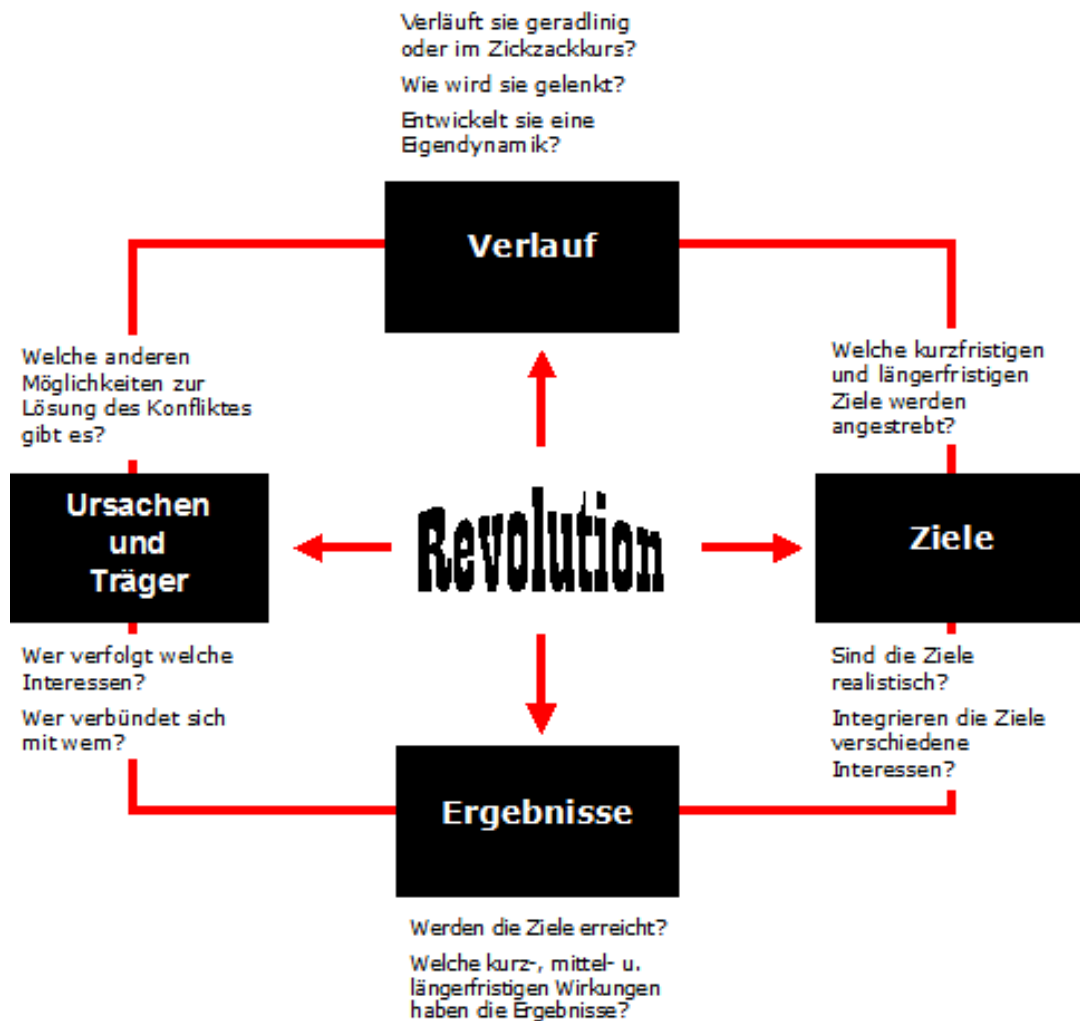 Verläuft sie geradlinig
oder im Zickzackkurs?
Wie wird sie gelenkt?
Entwickelt sie eine
Eigendynamik?
Verlauf
Welche anderen
Möglichkeiten zur
Lösung des Konfliktes
gibt es?
Welche kurzfristigen
und längerfristigen
Ziele werden
angestrebt?
Ursachen
und
Träger
Revolution
Ziele
Wer verfolgt welche
Interessen?
Wer verbündet sich
mit wem?
Sind die Ziele
realistisch?
Integrieren die Ziele
verschiedene
Interessen?
Ergebnisse
Werden die Ziele erreicht?
Welche kurz-, mittel- u.
längerfristigen Wirkungen
haben die Ergebnisse?